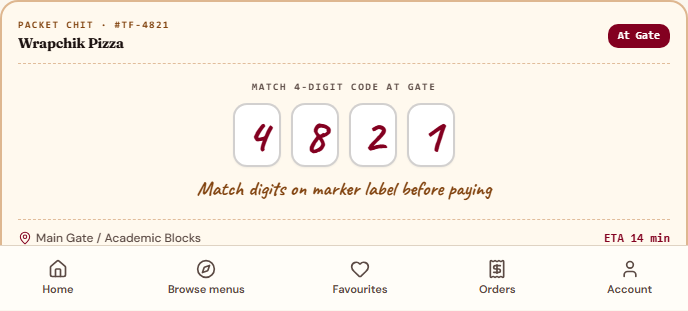 PACKET CHIT · #TF-4821
Wrapchik Pizza
At Gate
MATCH 4-DIGIT CODE AT GATE
4 8 2 1
Match digits on marker label before paying
Main Gate / Academic Blocks
ETA 14 min
Home
Browse menus
Favourites
Orders
Account